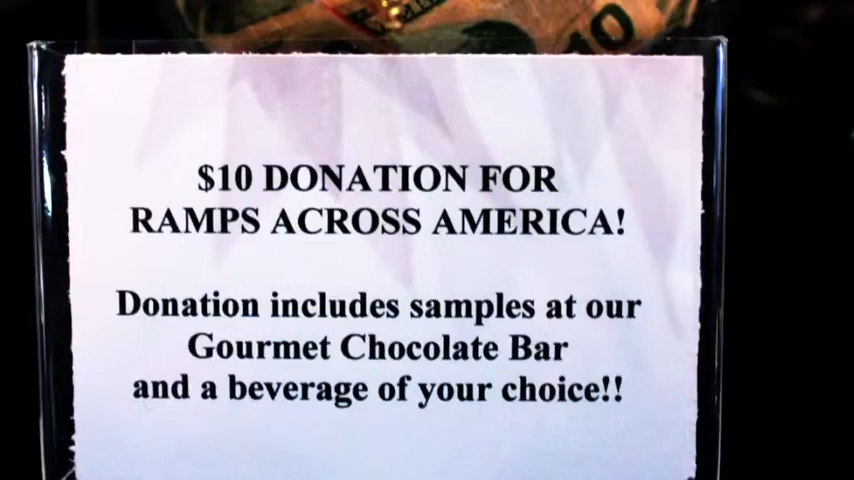 10
$10 DONATION FOR
RAMPS ACROSS AMERICA!
Donation includes samples at our
Gourmet Chocolate Bar
and a beverage of your choice!!